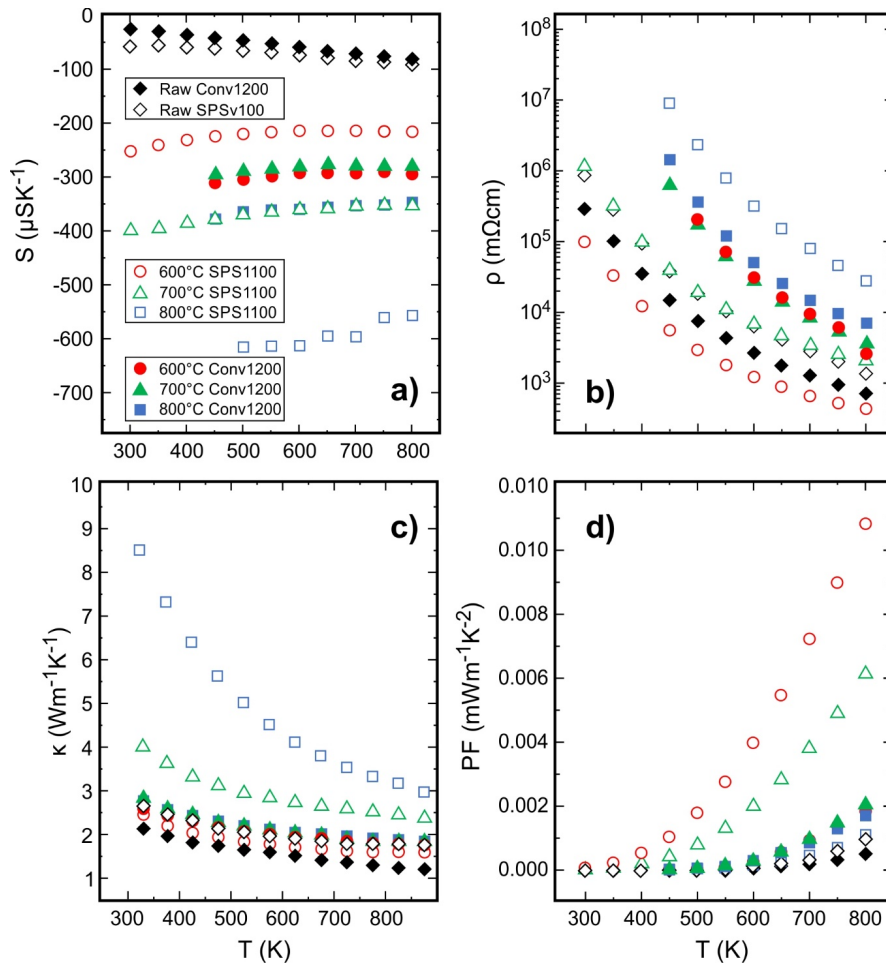 0
-100
-200
-300
-400
-500
-600
-700
S (μSK⁻¹)
Raw Conv1200
Raw SPSv100
600°C SPS1100
700°C SPS1100
800°C SPS1100
600°C Conv1200
700°C Conv1200
800°C Conv1200
a)
300 400 500 600 700 800
10⁸
10⁷
10⁶
10⁵
10⁴
10³
ρ (mΩcm)
b)
10
9
8
7
6
5
4
3
2
1
κ (Wm⁻¹K⁻¹)
c)
300 400 500 600 700 800
T (K)
0.010
0.010
0.008
0.006
0.004
0.002
0.000
PF (mWm⁻¹K⁻²)
d)
300 400 500 600 700 800
T (K)